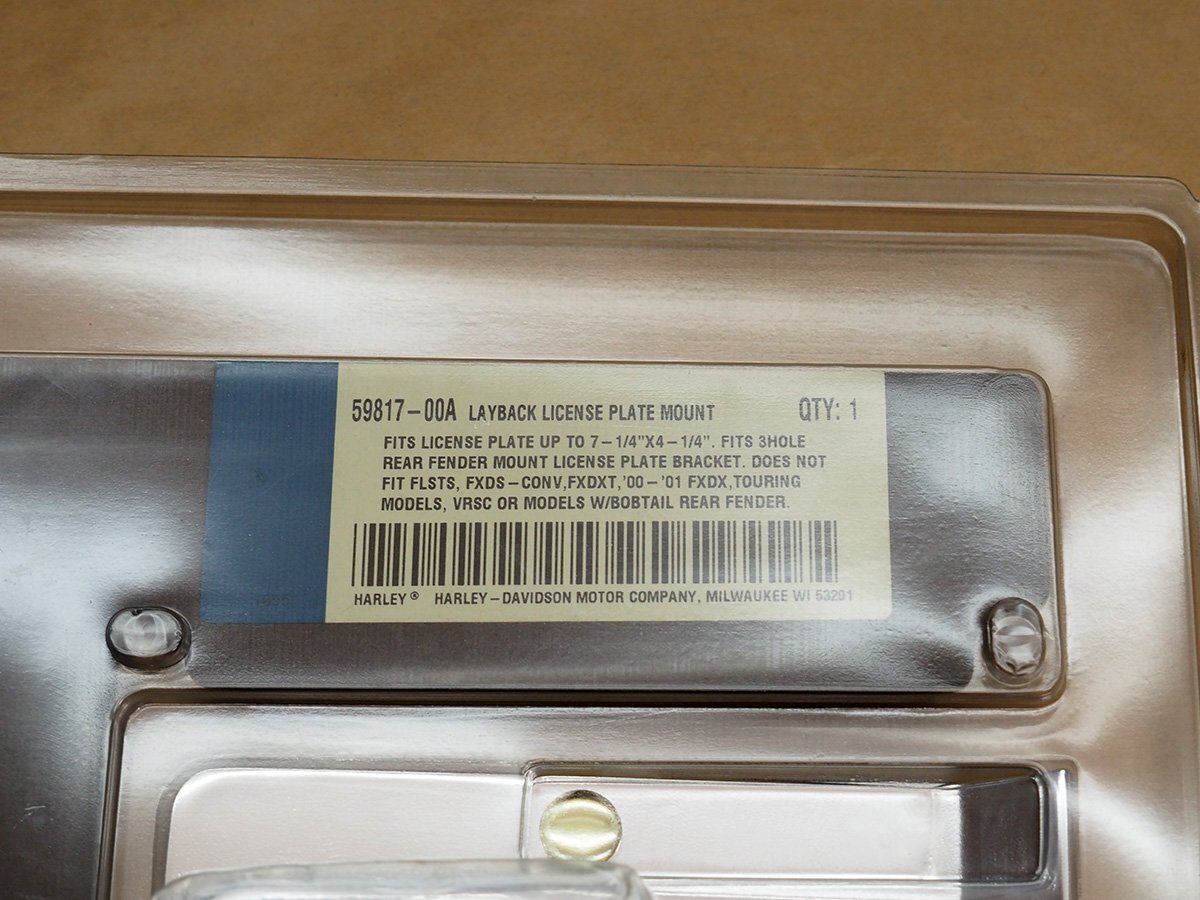 59817-00A LAYBACK LICENSE PLATE MOUNT QTY: 1
FITS LICENSE PLATE UP TO 7-1/4"X4-1/4". FITS 3HOLE
REAR FENDER MOUNT LICENSE PLATE BRACKET. DOES NOT
FIT FLSTS, FXDS-CONV,FXDXT,'00-'01 FXDX,TOURING
MODELS, VRSC OR MODELS W/BOBTAIL REAR FENDER.
HARLEY® HARLEY-DAVIDSON MOTOR COMPANY, MILWAUKEE WI 53201